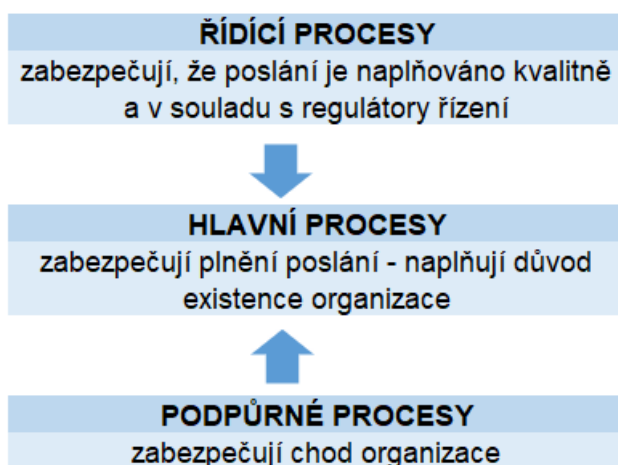 ŘÍDÍCÍ PROCESY
zabezpečují, že poslání je naplňováno kvalitně
a v souladu s regulátory řízení
HLAVNÍ PROCESY
zabezpečují plnění poslání - naplňují důvod
existence organizace
PODPŮRNÉ PROCESY
zabezpečují chod organizace